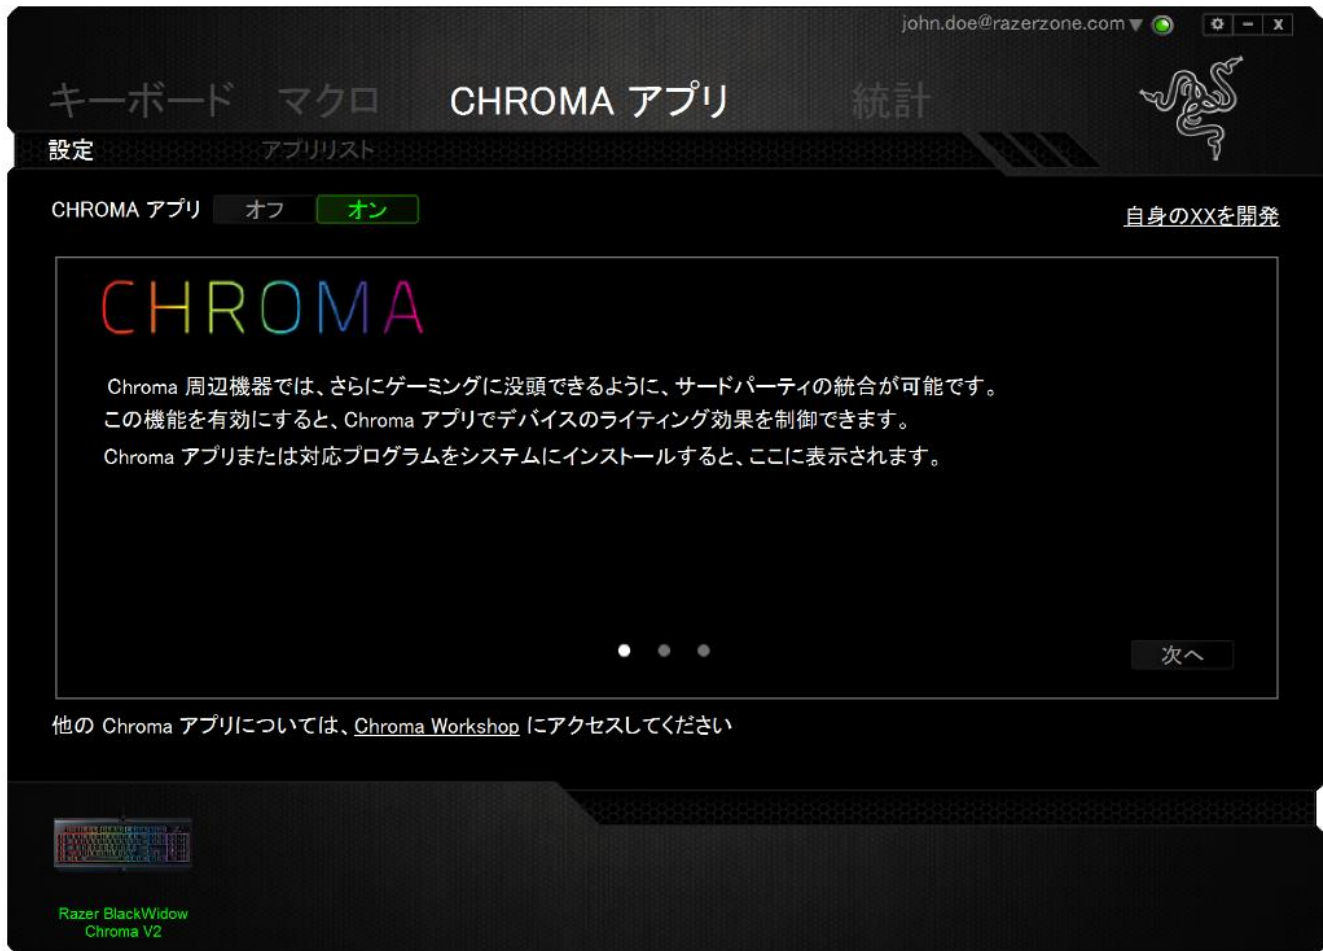 john.doe@razerzone.com
キーボード マクロ CHROMA アプリ 統計
設定 アプリリスト
CHROMA アプリ オフ オン
自身のXXを開発
CHROMA
Chroma 周辺機器では、さらにゲーミングに没頭できるように、サードパーティの統合が可能です。
この機能を有効にすると、Chroma アプリでデバイスのライティング効果を制御できます。
Chroma アプリまたは対応プログラムをシステムにインストールすると、ここに表示されます。
次へ
他の Chroma アプリについては、Chroma Workshop にアクセスしてください
Razer BlackWidow
Chroma V2